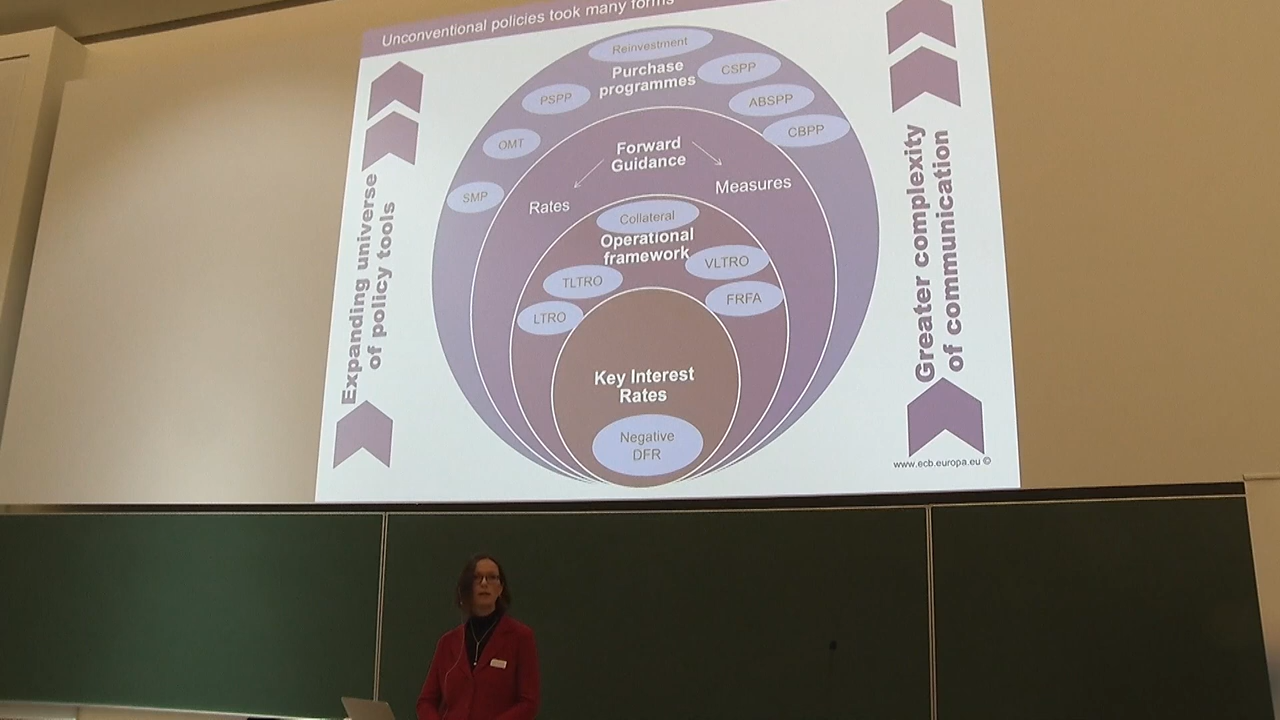 Unconventional policies took many forms
Reinvestment
Purchase
programmes
CSPP
PSPP
ABSPP
CBPP
OMT
SMP
Forward
Guidance
Rates
Measures
Collateral
Operational
framework
VLTRO
TLTRO
FRFA
LTRO
Key Interest
Rates
Negative
DFR
Expanding universe
of policy tools
Greater complexity
of communication
www.ecb.europa.eu ©